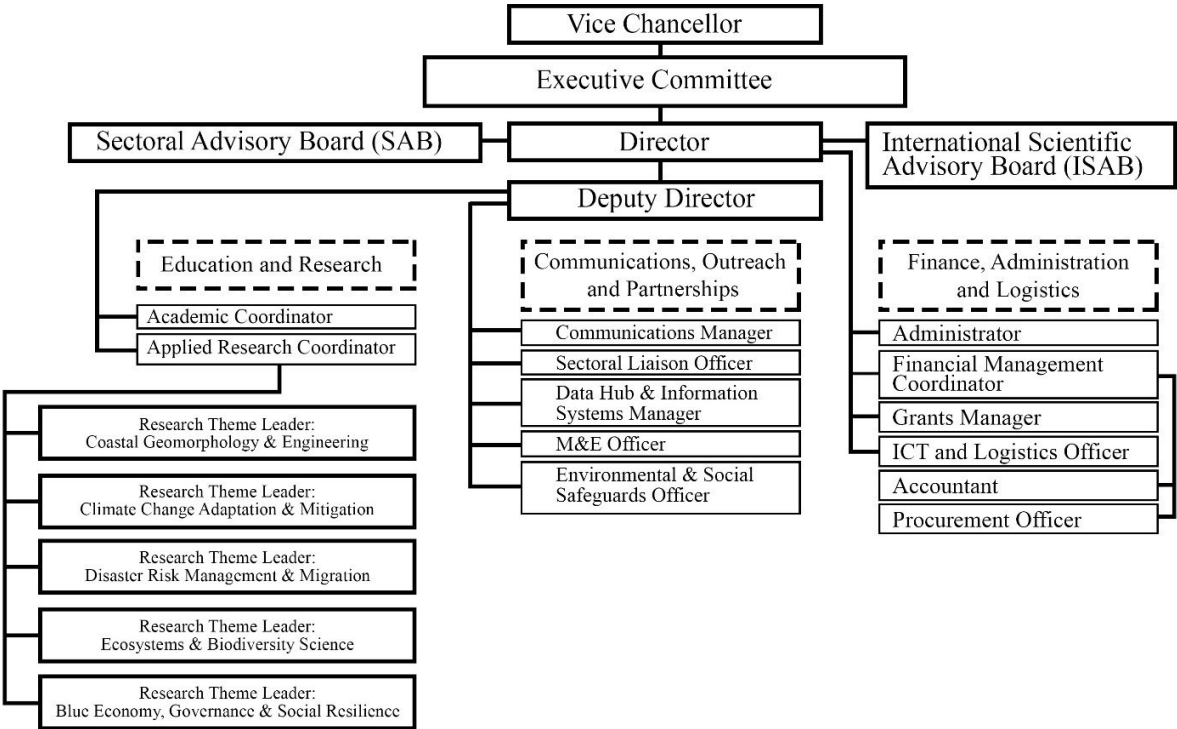 Vice Chancellor
Executive Committee
Sectoral Advisory Board (SAB)
Director
International Scientific
Advisory Board (ISAB)
Deputy Director
Education and Research
Academic Coordinator
Applied Research Coordinator
Research Theme Leader:
Coastal Geomorphology & Engineering
Research Theme Leader:
Climate Change Adaptation & Mitigation
Research Theme Leader:
Disaster Risk Management & Migration
Research Theme Leader:
Ecosystems & Biodiversity Science
Research Theme Leader:
Blue Economy, Governance & Social Resilience
Communications, Outreach
and Partnerships
Communications Manager
Sectoral Liaison Officer
Data Hub & Information
Systems Manager
M&E Officer
Environmental & Social
Safeguards Officer
Finance, Administration
and Logistics
Administrator
Financial Management
Coordinator
Grants Manager
ICT and Logistics Officer
Accountant
Procurement Officer